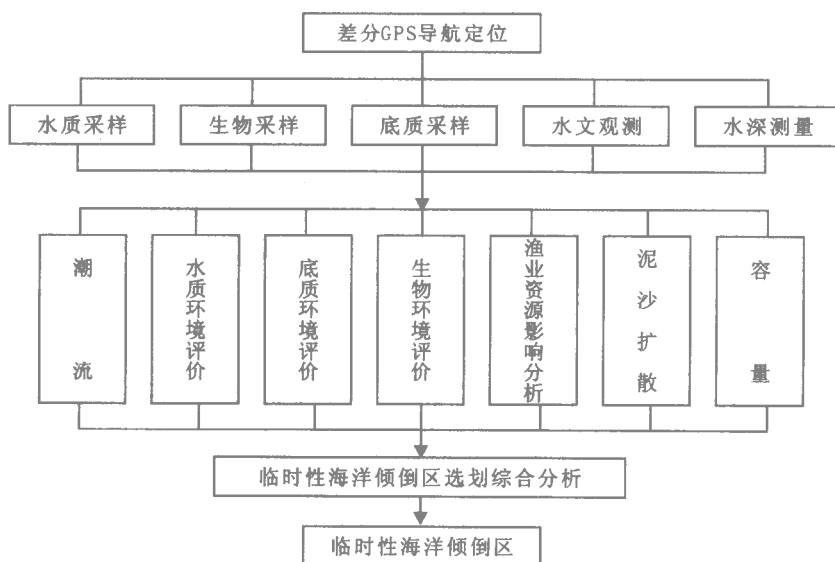 差分GPS导航定位
水质采样
生物采样
底质采样
水文观测
水深测量
潮流
水质环境评价
底质环境评价
生物环境评价
渔业资源影响分析
泥沙扩散
容量
临时性海洋倾倒区选划综合分析
临时性海洋倾倒区